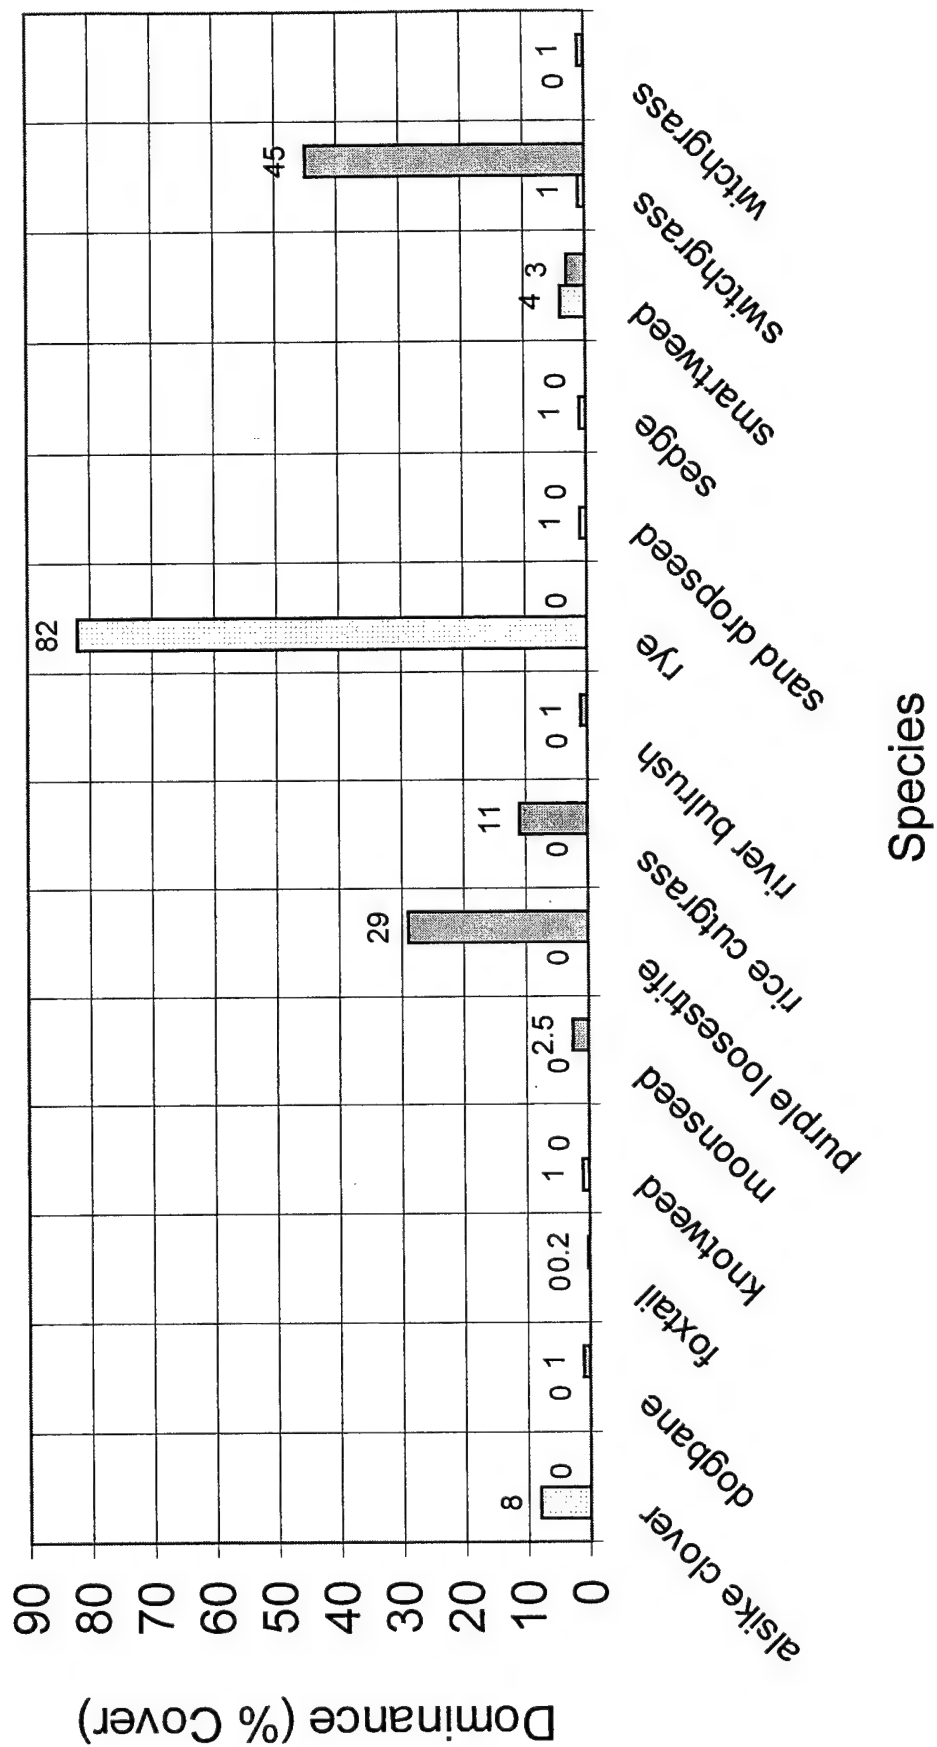 Dominance (% Cover)
90
80
70
60
50
40
30
20
10
0
8
0
0
1
0
0.2
1
0
0
2.5
0
29
0
11
0
1
82
0
1
0
1
0
4
3
1
45
0
1
alsike clover
dogbane
foxtail
knotweed
moonseed
purple loosestrife
rice cutgrass
river bulrush
rye
sand dropseed
sedge
smartweed
switchgrass
witchgrass
Species